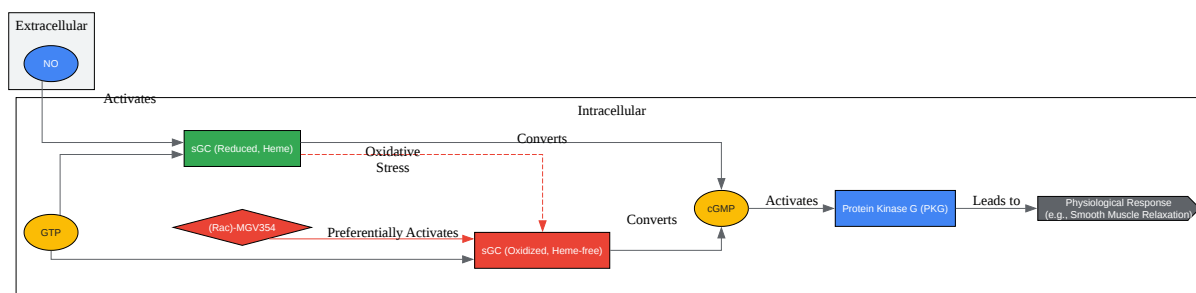 Extracellular
NO
Activates
Intracellular
sGC (Reduced, Heme)
Converts
Oxidative
Stress
GTP
(Rac)-MGV354
Preferentially Activates
sGC (Oxidized, Heme-free)
Converts
cGMP
Activates
Protein Kinase G (PKG)
Leads to
Physiological Response
(e.g., Smooth Muscle Relaxation)